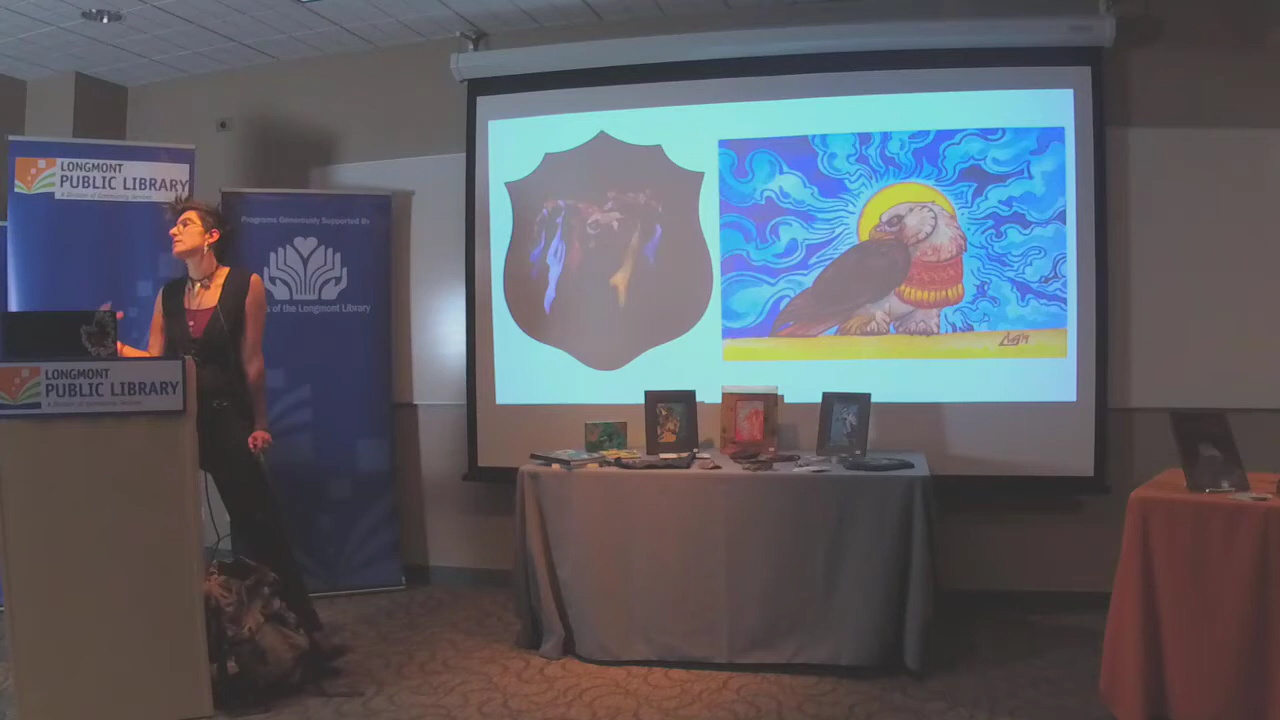 LONGMONT
PUBLIC LIBRARY
A Division of Community Services
Programs Generously Supported By
s of the Longmont Library
LONGMONT
PUBLIC LIBRARY
A Division of Community Services